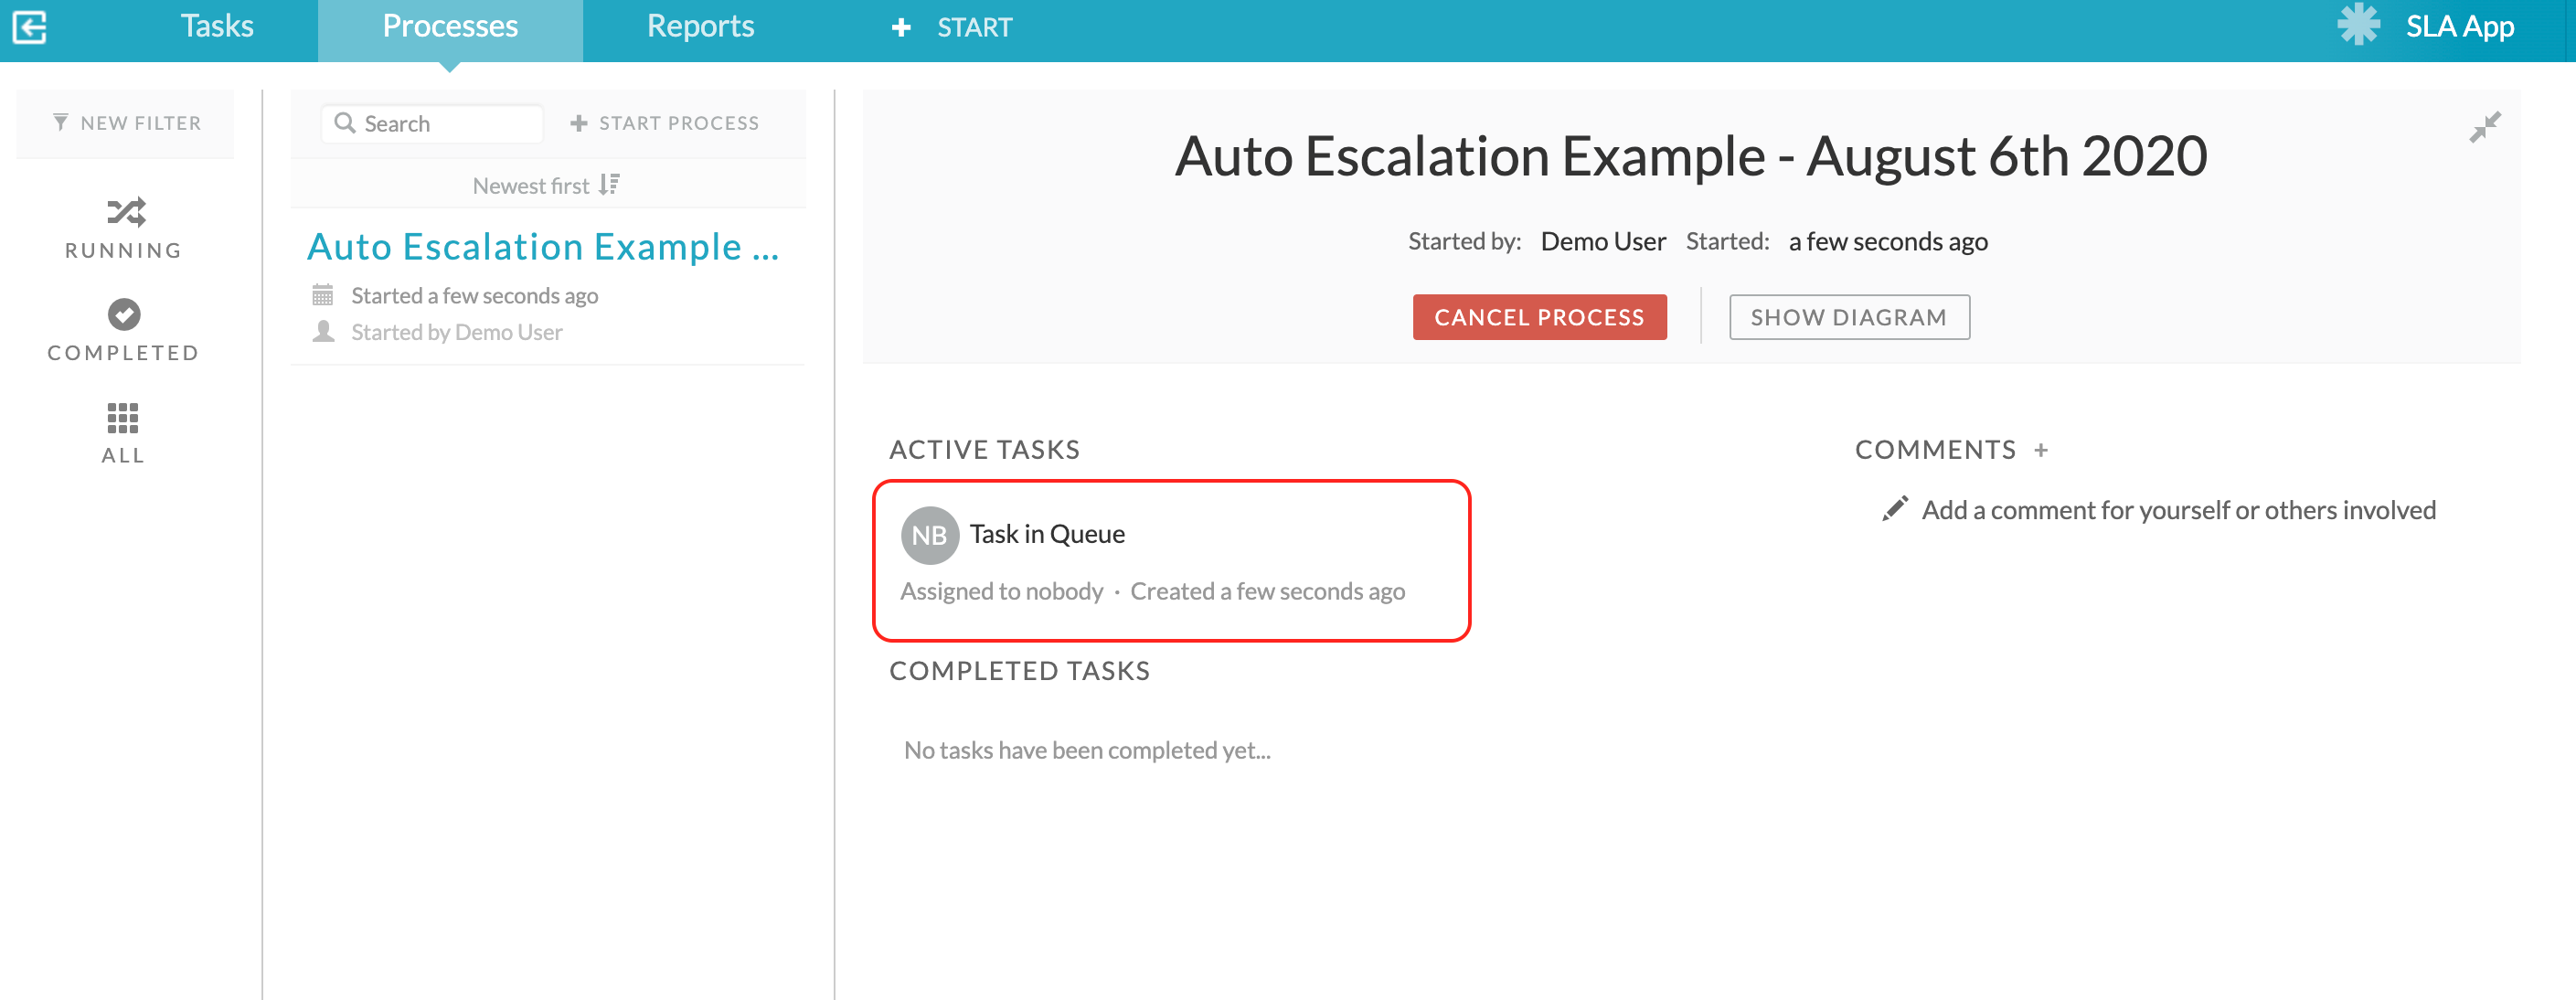 Tasks
Processes
Reports
START
SLA App
NEW FILTER
RUNNING
COMPLETED
ALL
Search
START PROCESS
Newest first
Auto Escalation Example ...
Started a few seconds ago
Started by Demo User
Auto Escalation Example - August 6th 2020
Started by: Demo User Started: a few seconds ago
CANCEL PROCESS
SHOW DIAGRAM
ACTIVE TASKS
NB Task in Queue
Assigned to nobody · Created a few seconds ago
COMPLETED TASKS
No tasks have been completed yet...
COMMENTS +
Add a comment for yourself or others involved